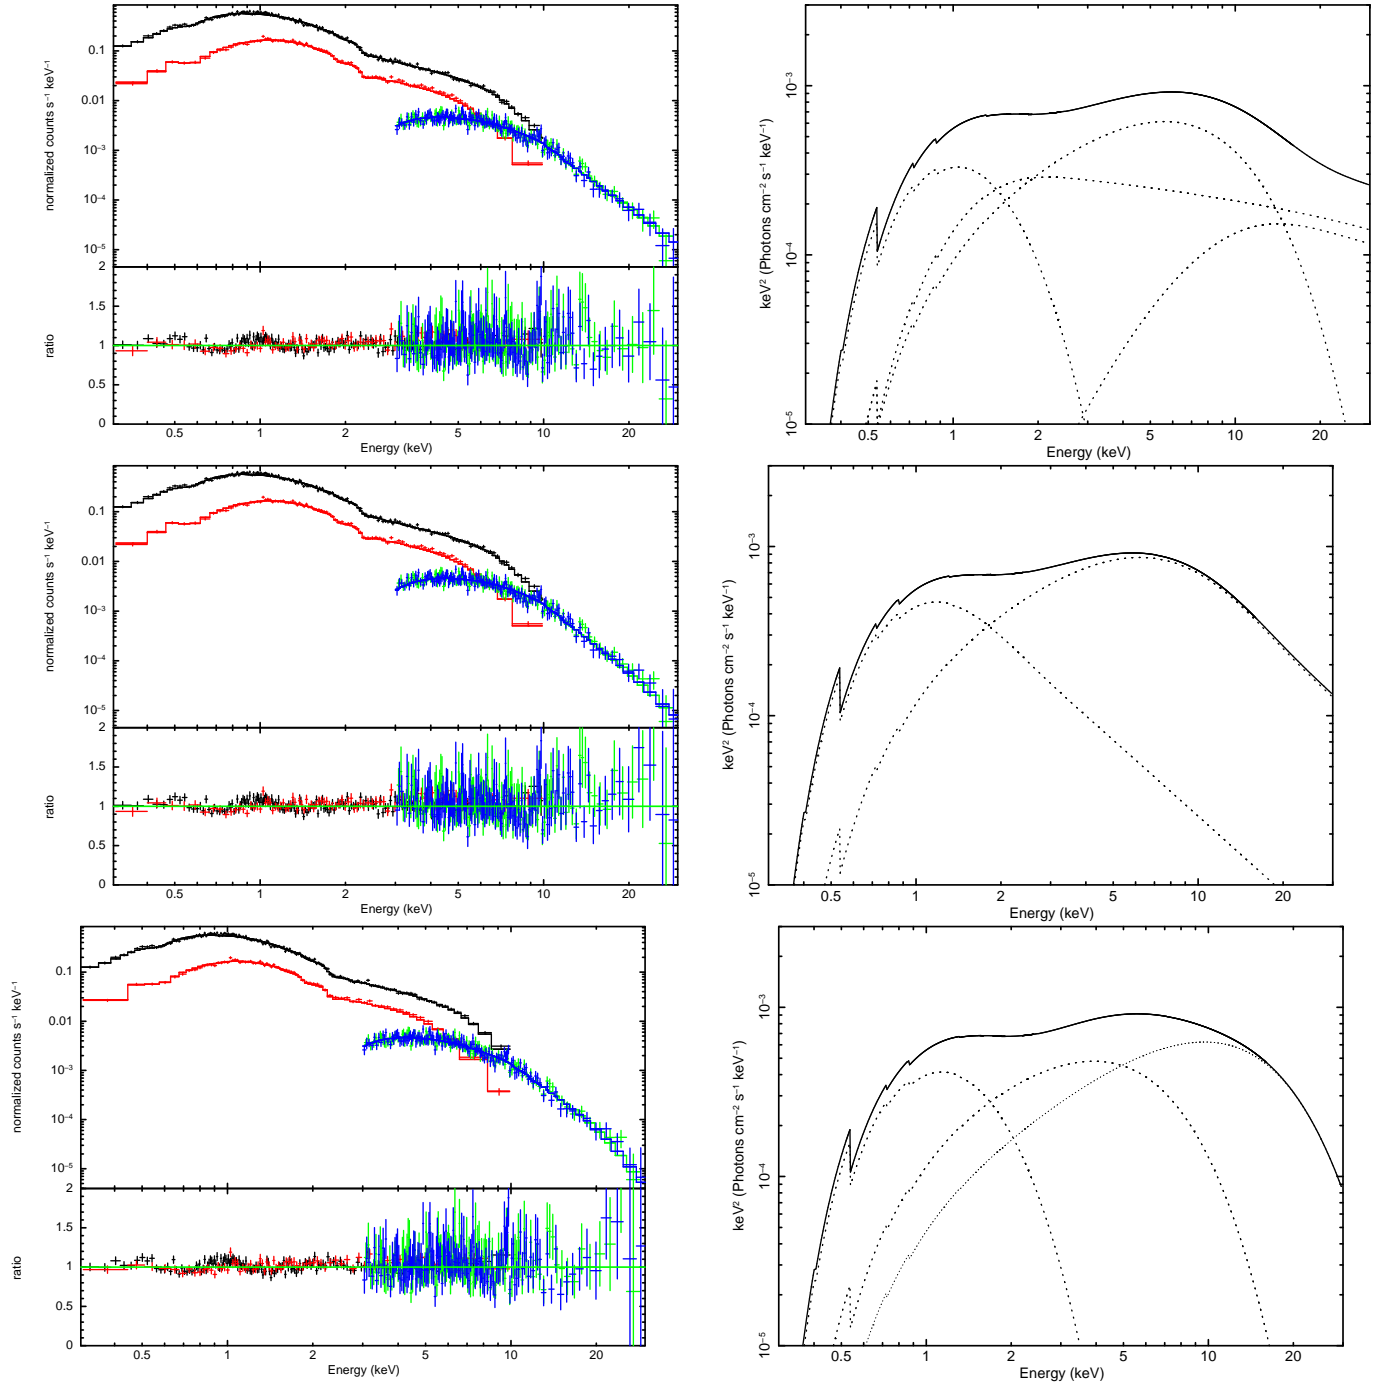 normalized counts s⁻¹ keV⁻¹
0.1
0.01
10⁻³
10⁻⁴
10⁻⁵
ratio
2
1.5
1
0.5
0
0.5 1 2 5 10 20
Energy (keV)
keV² (Photons cm⁻² s⁻¹ keV⁻¹)
10⁻³
10⁻⁴
10⁻⁵
0.5 1 2 5 10 20
Energy (keV)
normalized counts s⁻¹ keV⁻¹
0.1
0.01
10⁻³
10⁻⁴
10⁻⁵
ratio
2
1.5
1
0.5
0
0.5 1 2 5 10 20
Energy (keV)
keV² (Photons cm⁻² s⁻¹ keV⁻¹)
10⁻³
10⁻⁴
10⁻⁵
0.5 1 2 5 10 20
Energy (keV)
normalized counts s⁻¹ keV⁻¹
0.1
0.01
10⁻³
10⁻⁴
10⁻⁵
ratio
2
1.5
1
0.5
0
0.5 1 2 5 10 20
Energy (keV)
keV² (Photons cm⁻² s⁻¹ keV⁻¹)
10⁻³
10⁻⁴
10⁻⁵
0.5 1 2 5 10 20
Energy (keV)